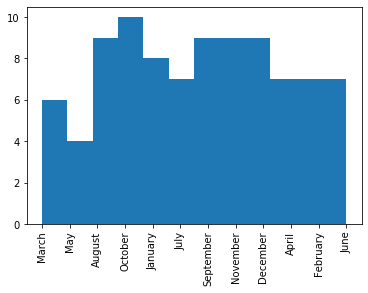 10
8
6
4
2
0
March
May
August
October
January
July
September
November
December
April
February
June